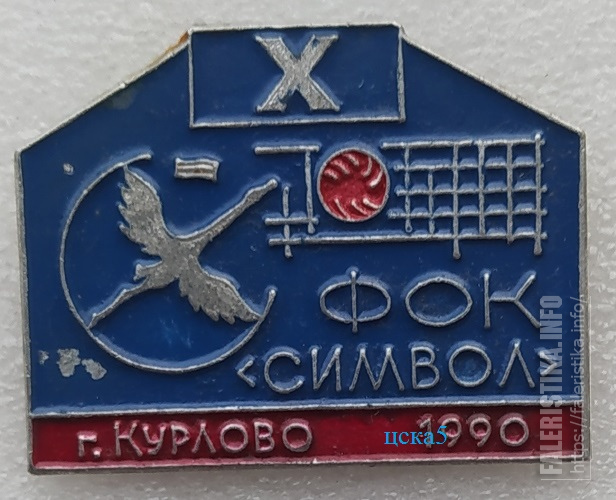 X
ФОК
<СИМВОЛ
г. КУРЛОВО 1990
цска5
FALERISTIKA.INFO
https://faleristika.info/